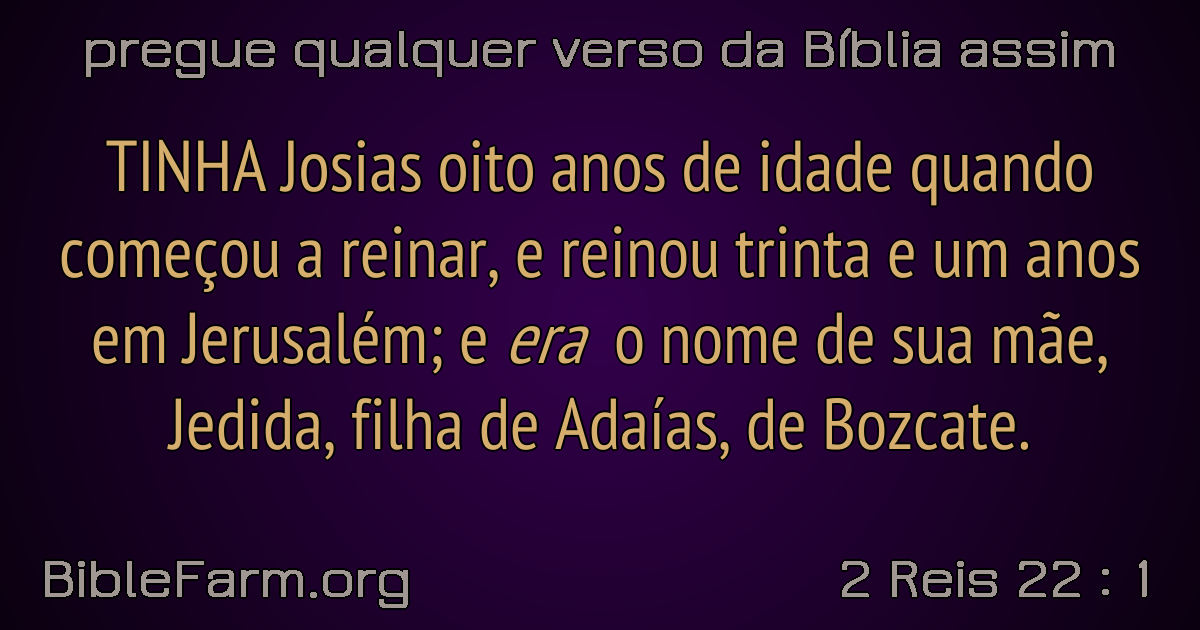 pregue qualquer verso da Bíblia assim
TINHA Josias oito anos de idade quando
começou a reinar, e reinou trinta e um anos
em Jerusalém; e era o nome de sua mãe,
Jedida, filha de Adaías, de Bozcate.
BibleFarm.org
2 Reis 22 : 1